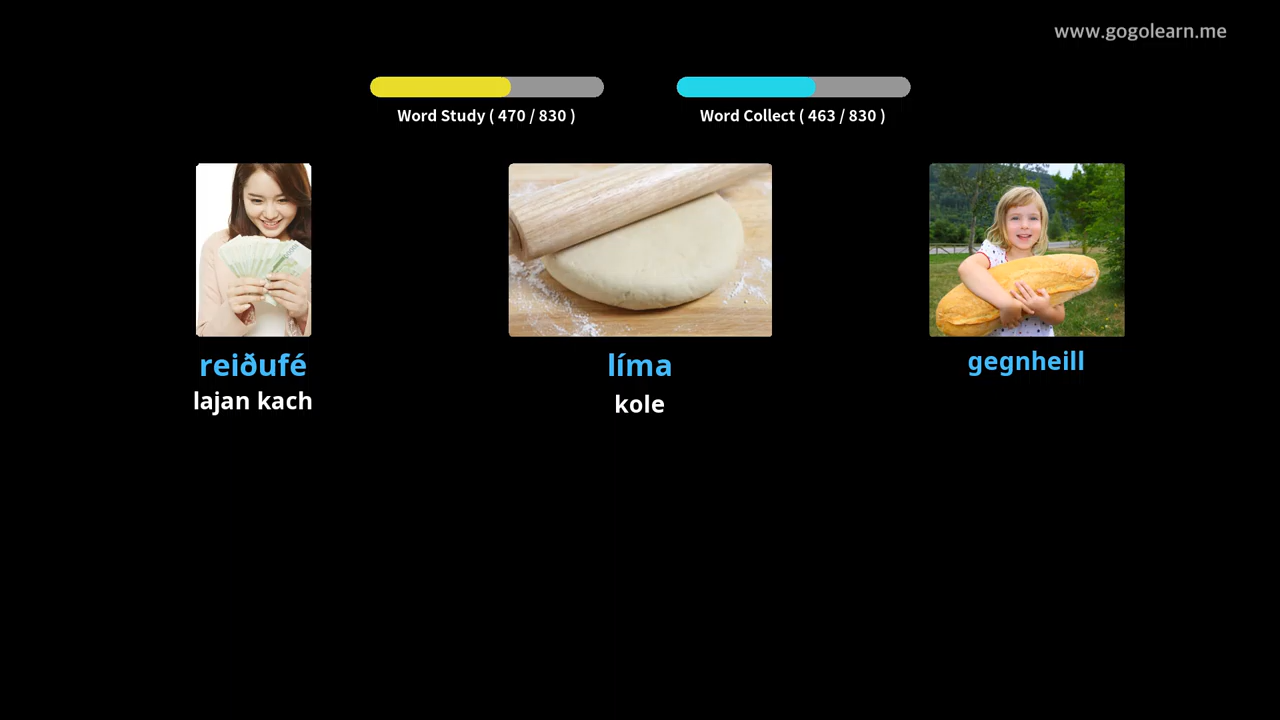 www.gogolearn.me
Word Study ( 470 / 830 )
Word Collect ( 463 / 830 )
reiðufé
lajan kach
líma
kole
gegnheill